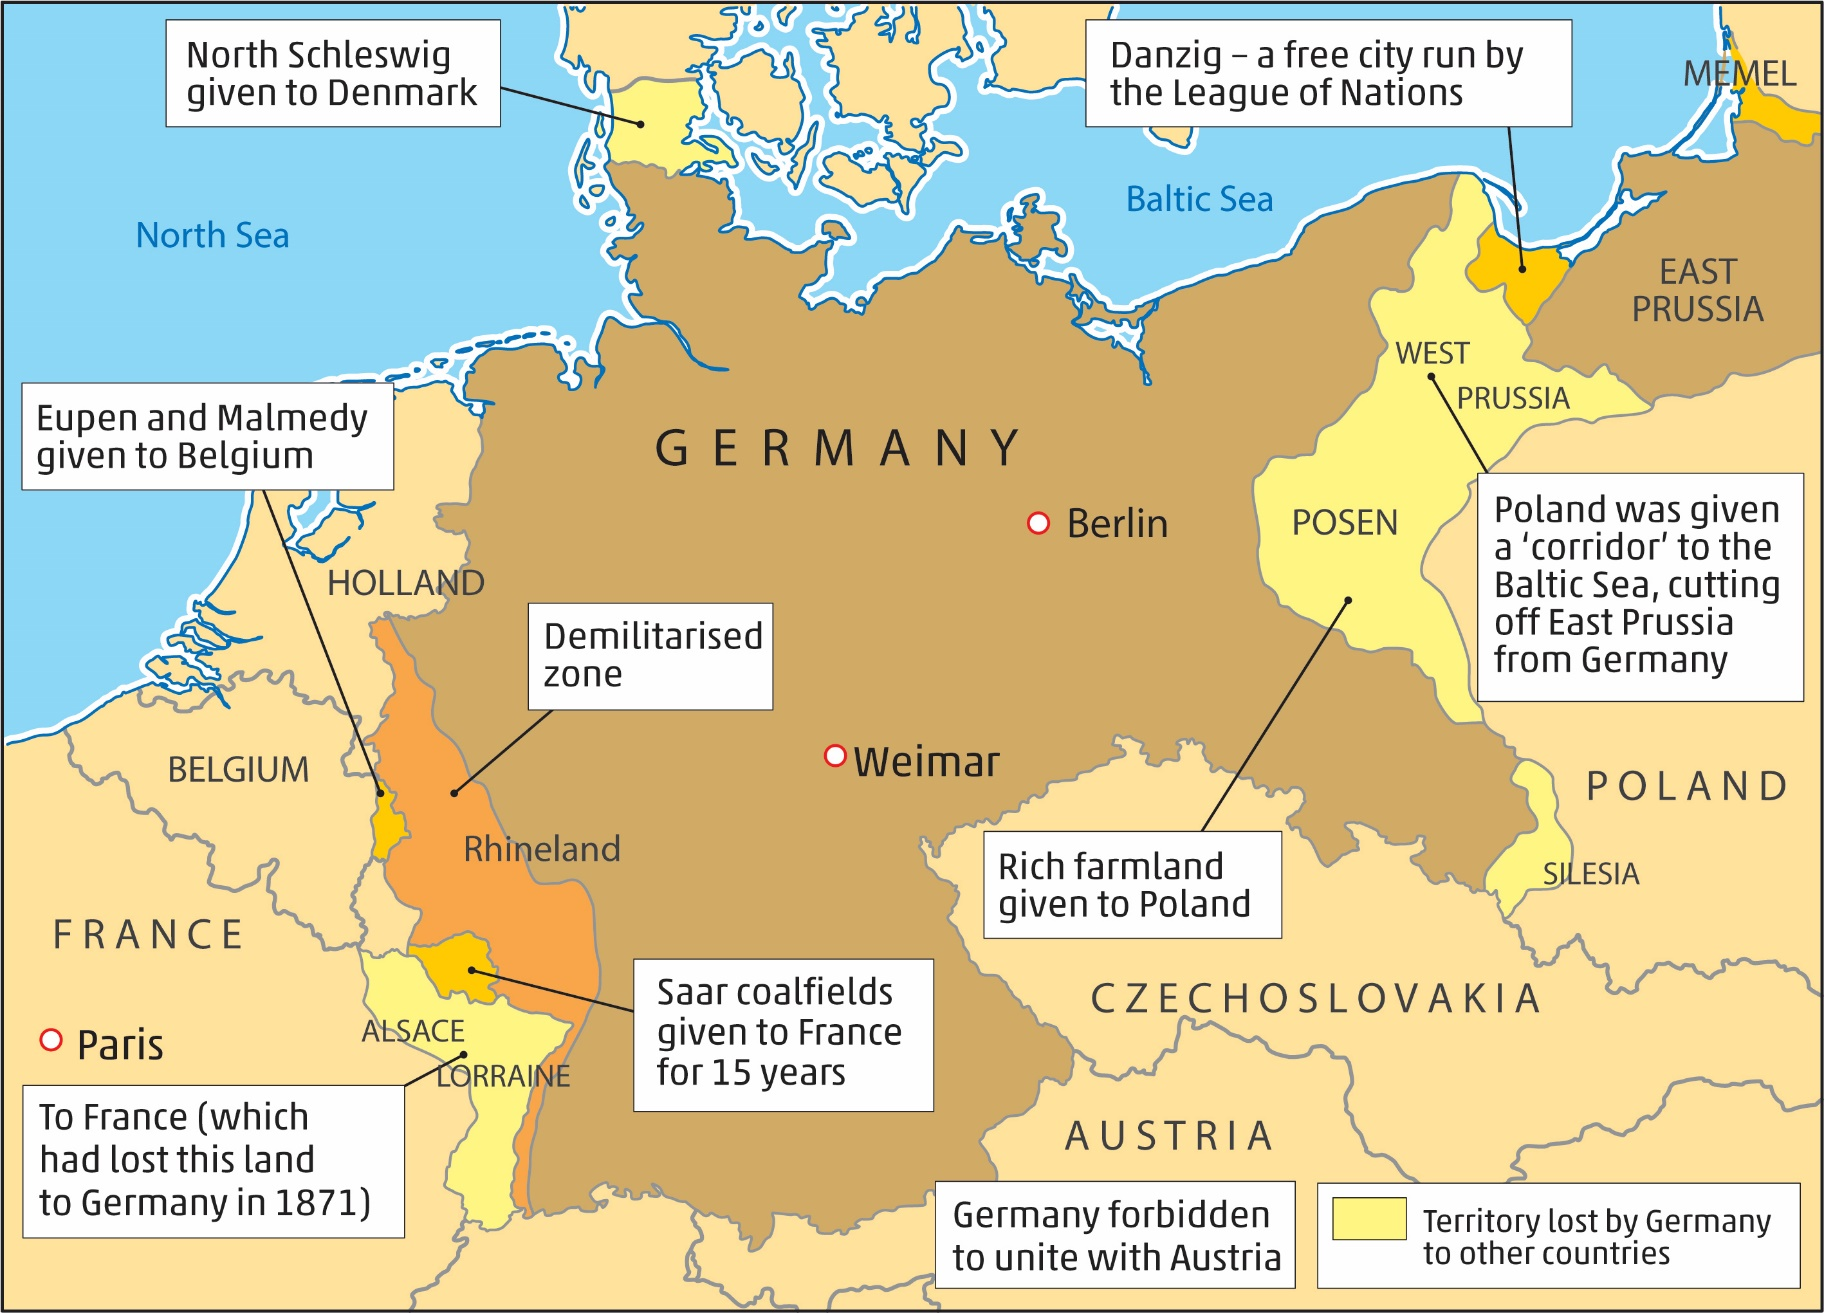 North Schleswig
given to Denmark
Danzig – a free city run by
the League of Nations
MEMEL
North Sea
Baltic Sea
EAST
PRUSSIA
WEST
PRUSSIA
Eupen and Malmedy
given to Belgium
GERMANY
Berlin
POSEN
Poland was given
a ‘corridor’ to the
Baltic Sea, cutting
off East Prussia
from Germany
HOLLAND
Demilitarised
zone
BELGIUM
Weimar
POLAND
Rhineland
Rich farmland
given to Poland
SILESIA
FRANCE
Saar coalfields
given to France
for 15 years
CZECHOSLOVAKIA
Paris
ALSACE
LORRAINE
To France (which
had lost this land
to Germany in 1871)
AUSTRIA
Germany forbidden
to unite with Austria
Territory lost by Germany
to other countries